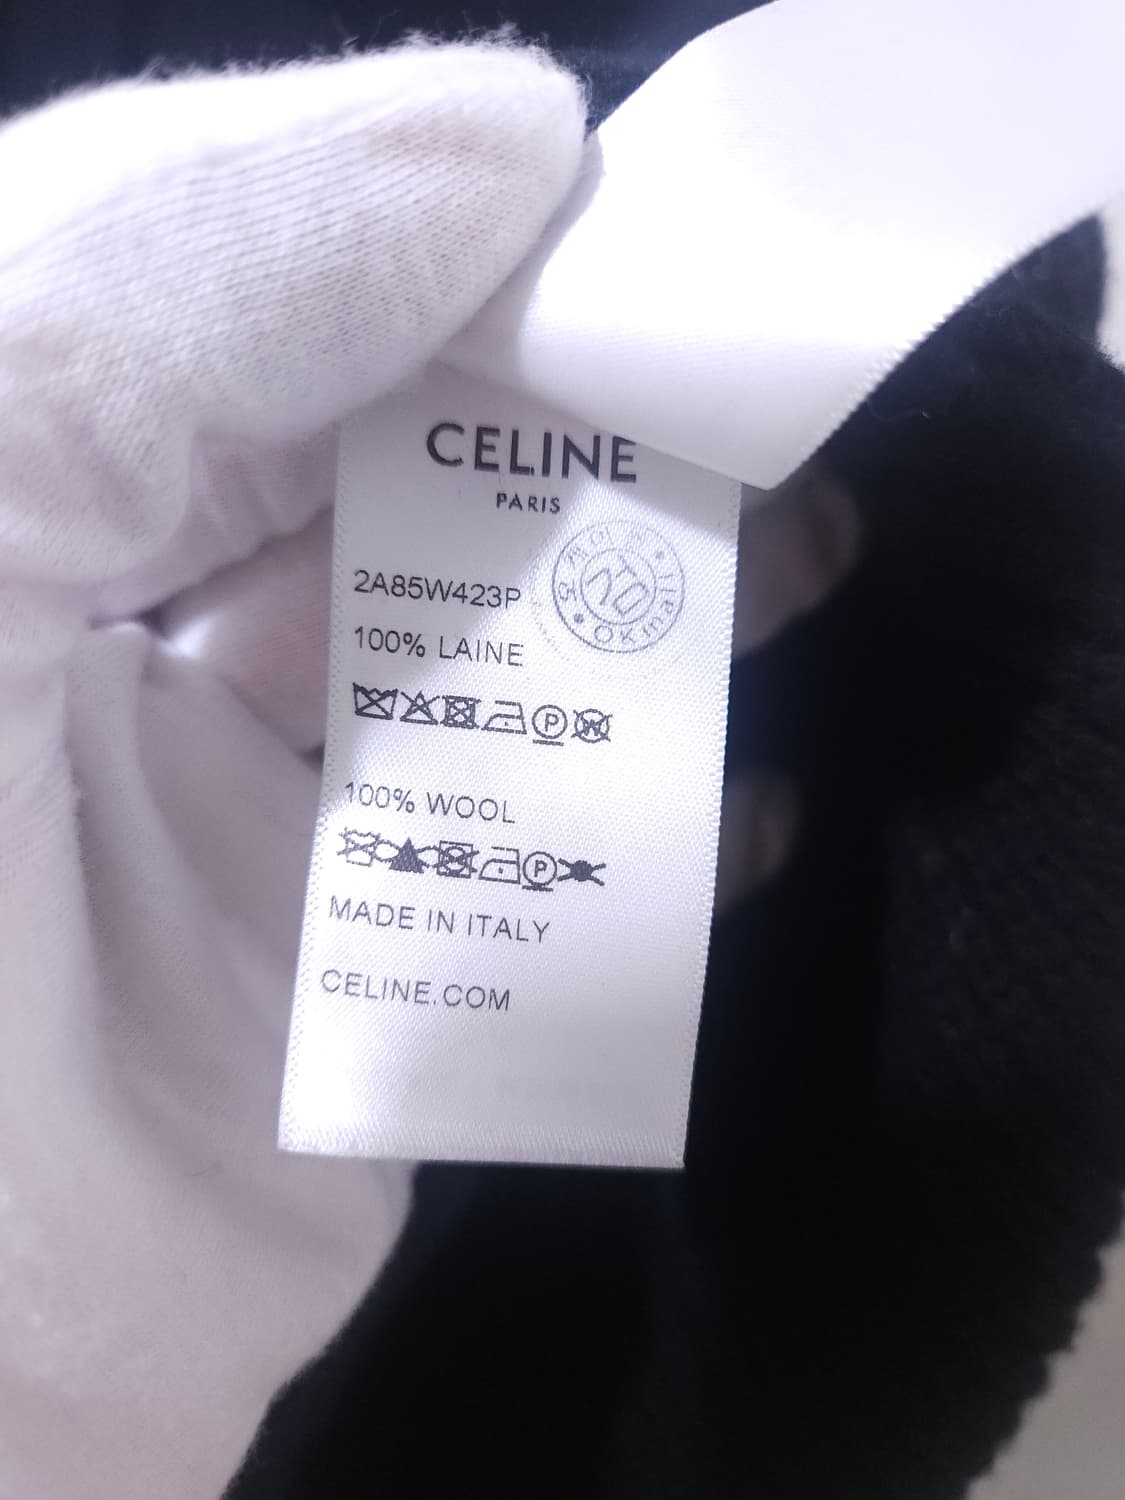 CELINE
PARIS
2A85W423P
100% LAINE
P W
100% WOOL
P
MADE IN ITALY
CELINE.COM